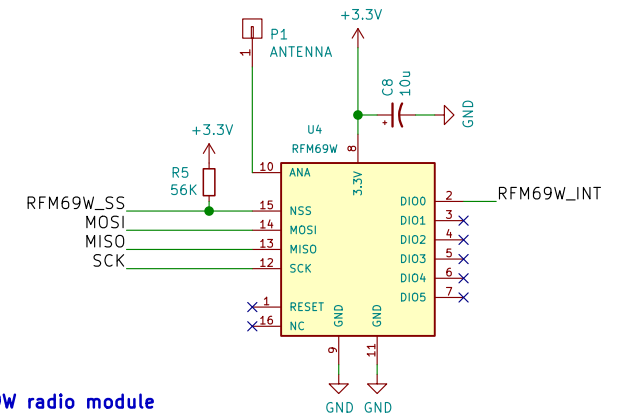 +3.3V
P1
ANTENNA
1
C8
10u
+
GND
+3.3V
U4
RFM69W
8
3.3V
R5
56K
10 ANA
RFM69W_SS 15 NSS
MOSI 14 MOSI
MISO 13 MISO
SCK 12 SCK
DIO0 2 RFM69W_INT
DIO1 3
DIO2 4
DIO3 5
DIO4 6
DIO5 7
1 RESET
16 NC
GND GND
9 11
GND GND
W radio module